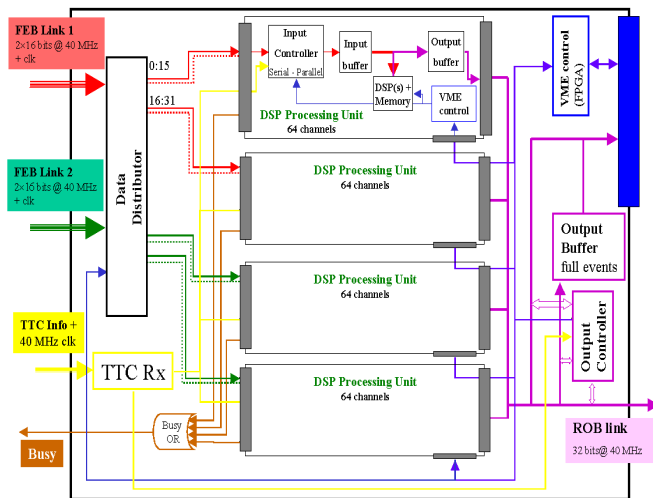 FEB Link 1
2×16 bits @ 40 MHz
+ clk
0:15
16:31
FEB Link 2
2×16 bits @ 40 MHz
+ clk
Data
Distributor
TTC Info +
40 MHz clk
TTC Rx
Busy
OR
Busy
Input
Controller
Serial - Parallel
Input
buffer
Output
buffer
DSP(s) +
Memory
VME
control
DSP Processing Unit
64 channels
DSP Processing Unit
64 channels
DSP Processing Unit
64 channels
DSP Processing Unit
64 channels
VME control
(FPGA)
Output
Buffer
full events
Output
Controller
ROB link
32 bits@ 40 MHz